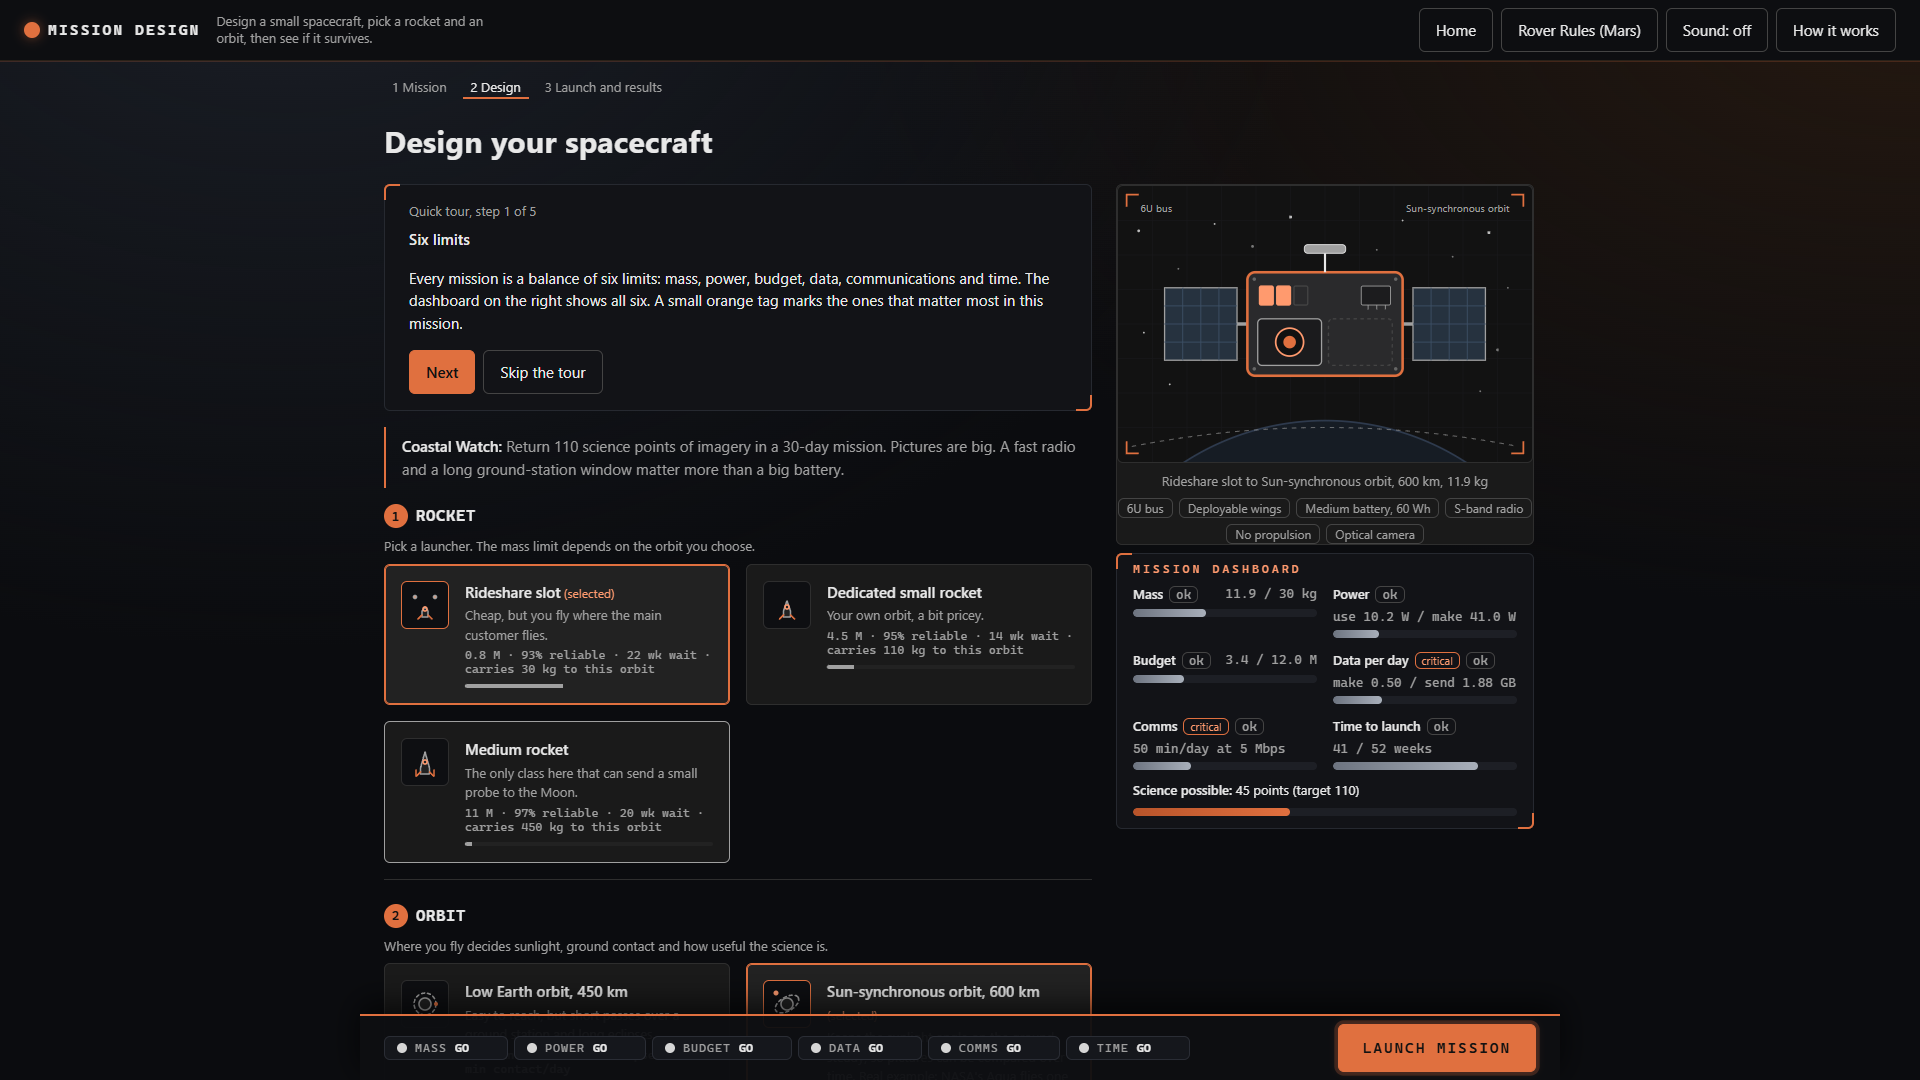 MISSION DESIGN
Design a small spacecraft, pick a rocket and an
orbit, then see if it survives.
Home
Rover Rules (Mars)
Sound: off
How it works
1 Mission
2 Design
3 Launch and results
Design your spacecraft
Quick tour, step 1 of 5
Six limits
Every mission is a balance of six limits: mass, power, budget, data, communications and time. The
dashboard on the right shows all six. A small orange tag marks the ones that matter most in this
mission.
Next
Skip the tour
Coastal Watch: Return 110 science points of imagery in a 30-day mission. Pictures are big. A fast radio
and a long ground-station window matter more than a big battery.
1 ROCKET
Pick a launcher. The mass limit depends on the orbit you choose.
Rideshare slot (selected)
Cheap, but you fly where the main
customer flies.
0.8 M · 93% reliable · 22 wk wait ·
carries 30 kg to this orbit
Dedicated small rocket
Your own orbit, a bit pricey.
4.5 M · 95% reliable · 14 wk wait ·
carries 110 kg to this orbit
Medium rocket
The only class here that can send a small
probe to the Moon.
11 M · 97% reliable · 20 wk wait ·
carries 450 kg to this orbit
2 ORBIT
Where you fly decides sunlight, ground contact and how useful the science is.
Low Earth orbit, 450 km
Sun-synchronous orbit, 600 km
6U bus
Sun-synchronous orbit
Rideshare slot to Sun-synchronous orbit, 600 km, 11.9 kg
6U bus
Deployable wings
Medium battery, 60 Wh
S-band radio
No propulsion
Optical camera
MISSION DASHBOARD
Mass ok 11.9 / 30 kg
Power ok
use 10.2 W / make 41.0 W
Budget ok 3.4 / 12.0 M
Data per day critical ok
make 0.50 / send 1.88 GB
Comms critical ok
50 min/day at 5 Mbps
Time to launch ok
41 / 52 weeks
Science possible: 45 points (target 110)
MASS GO
POWER GO
BUDGET GO
DATA GO
COMMS GO
TIME GO
LAUNCH MISSION